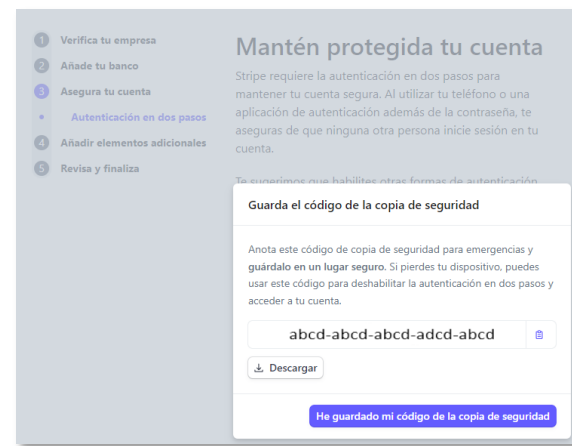 1 Verifica tu empresa
2 Añade tu banco
3 Asegura tu cuenta
Autenticación en dos pasos
4 Añadir elementos adicionales
5 Revisa y finaliza
Mantén protegida tu cuenta
Stripe requiere la autenticación en dos pasos para
mantener tu cuenta segura. Al utilizar tu teléfono o una
aplicación de autenticación además de la contraseña, te
aseguras de que ninguna otra persona inicie sesión en tu
cuenta.
Te sugerimos que habilites otras formas de autenticación
Guarda el código de la copia de seguridad
Anota este código de copia de seguridad para emergencias y
guárdalo en un lugar seguro. Si pierdes tu dispositivo, puedes
usar este código para deshabilitar la autenticación en dos pasos y
acceder a tu cuenta.
abcd-abcd-abcd-adcd-abcd
Descargar
He guardado mi código de la copia de seguridad